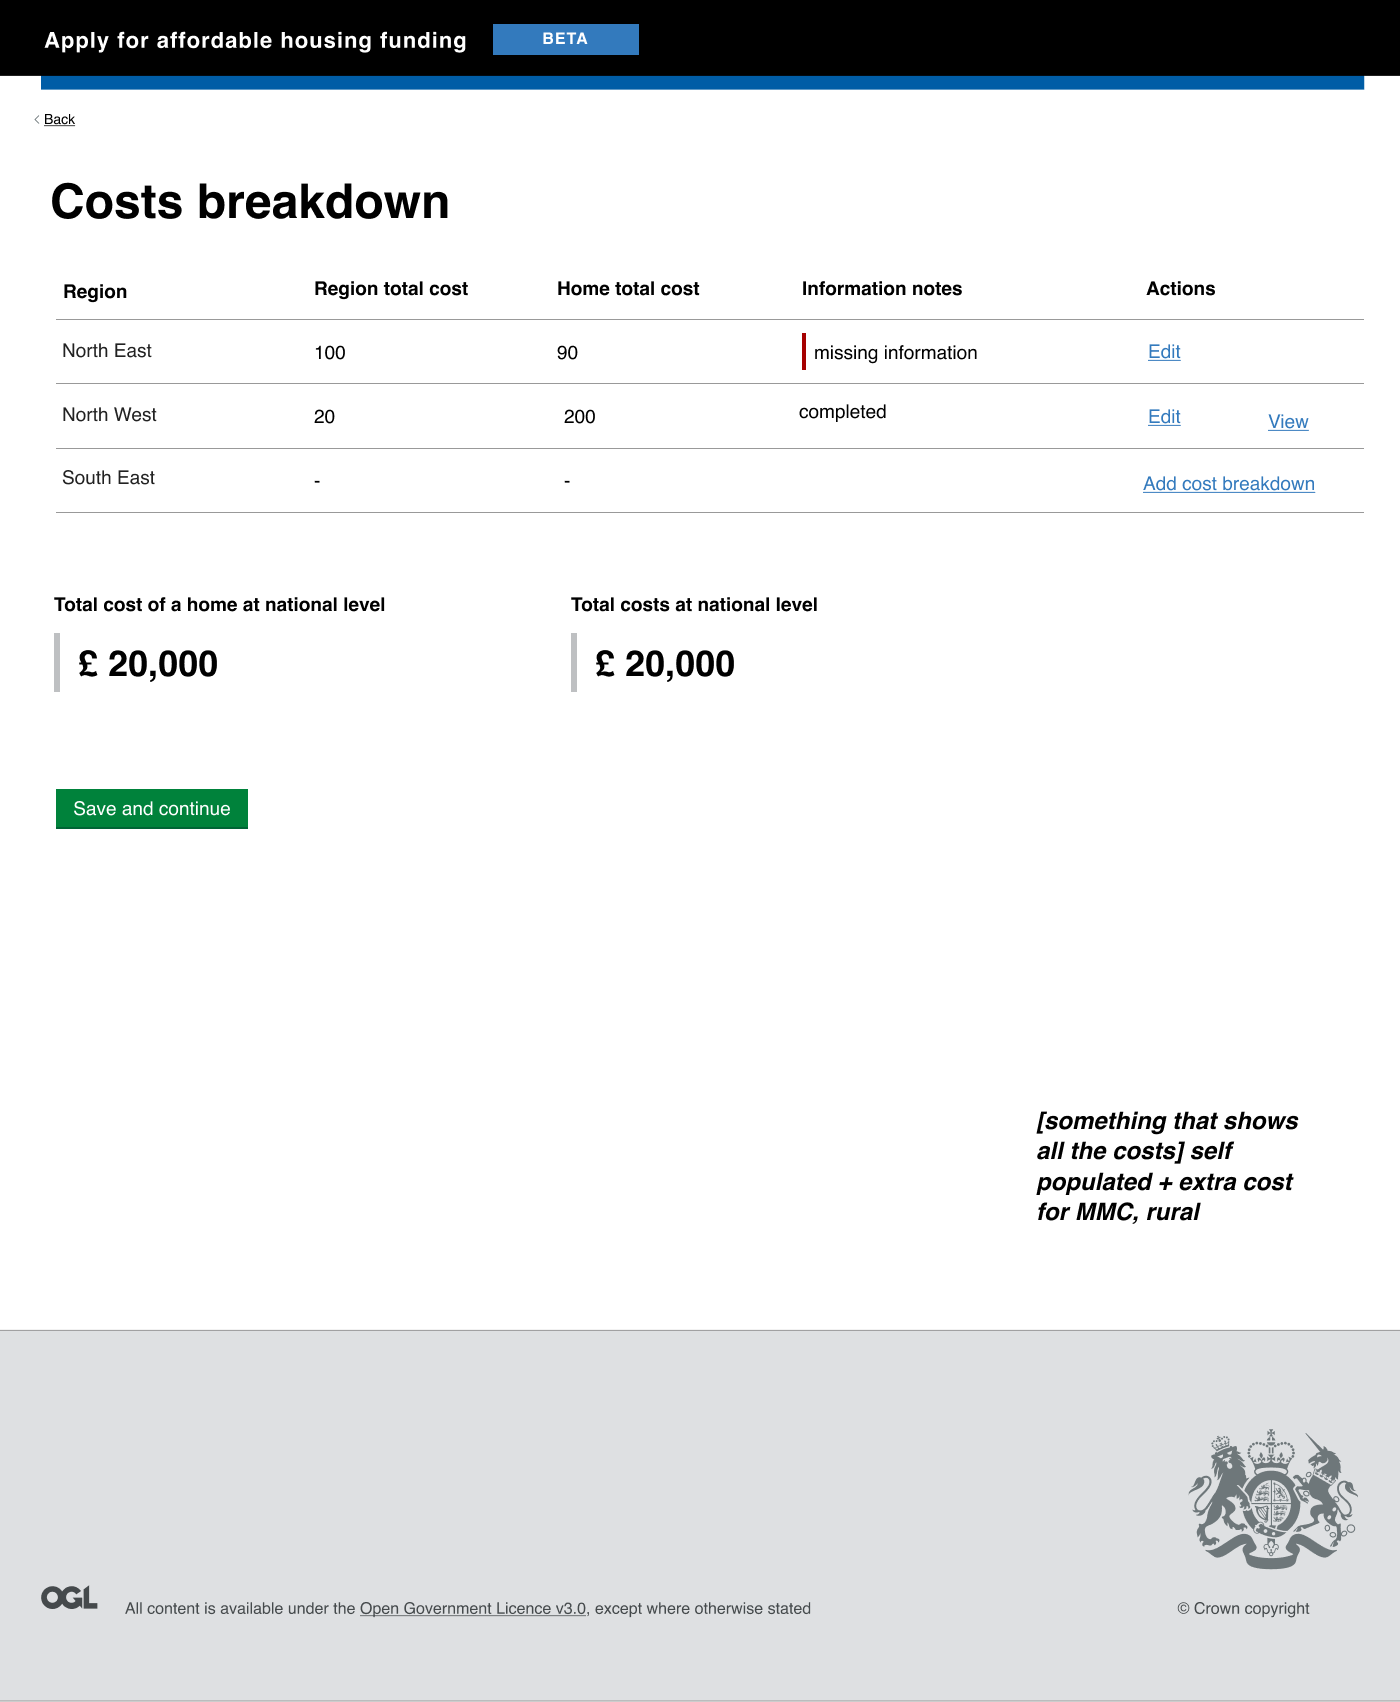 Apply for affordable housing funding BETA
< Back
Costs breakdown
Region Region total cost Home total cost Information notes Actions
North East 100 90 missing information Edit
North West 20 200 completed Edit View
South East - - Add cost breakdown
Total cost of a home at national level Total costs at national level
£ 20,000 £ 20,000
Save and continue
[something that shows
all the costs] self
populated + extra cost
for MMC, rural
OGL All content is available under the Open Government Licence v3.0, except where otherwise stated © Crown copyright